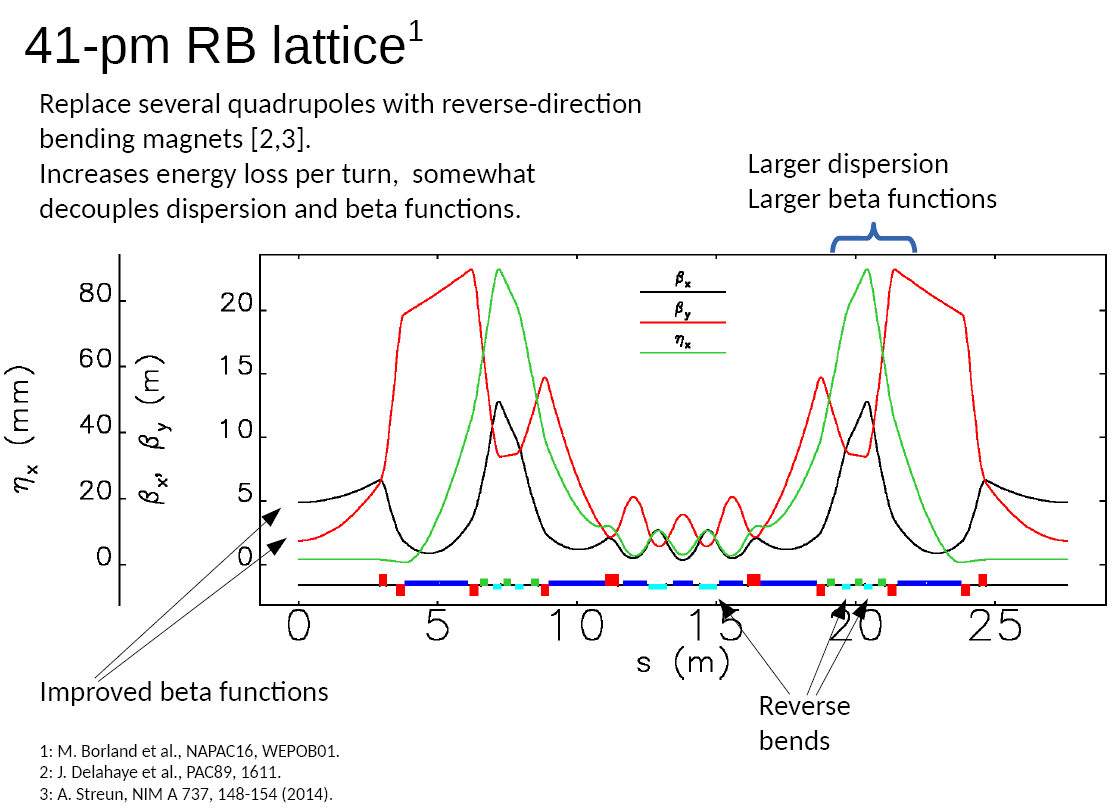 41-pm RB lattice1
Replace several quadrupoles with reverse-direction
bending magnets [2,3].
Increases energy loss per turn, somewhat
decouples dispersion and beta functions.
Larger dispersion
Larger beta functions
βx
βy
ηx
80
60
40
20
0
ηx (mm)
20
15
10
5
0
βx, βy (m)
0 5 10 15 20 25
s (m)
Improved beta functions
Reverse
bends
1: M. Borland et al., NAPAC16, WEPOB01.
2: J. Delahaye et al., PAC89, 1611.
3: A. Streun, NIM A 737, 148-154 (2014).